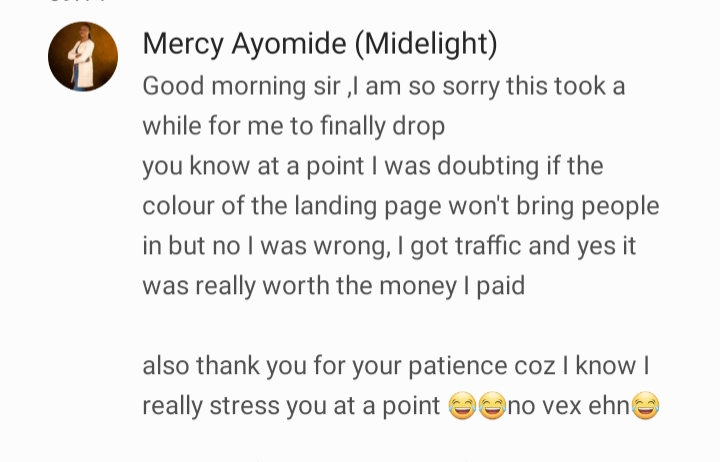 Mercy Ayomide (Midelight)
Good morning sir ,I am so sorry this took a
while for me to finally drop
you know at a point I was doubting if the
colour of the landing page won't bring people
in but no I was wrong, I got traffic and yes it
was really worth the money I paid
also thank you for your patience coz I know I
really stress you at a point 😂😂no vex ehn😂